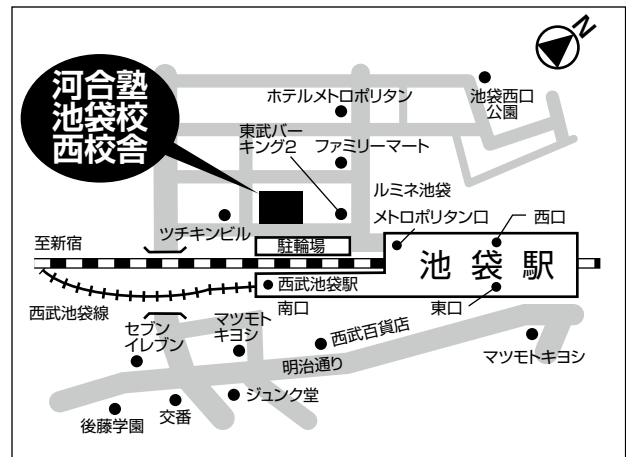 N
河合塾
池袋校
西校舎
ホテルメトロポリタン
池袋西口
公園
東武パー
キング2
ファミリーマート
ルミネ池袋
メトロポリタン口
西口
ツチキンビル
至新宿
駐輪場
池袋駅
西武池袋駅
西武池袋線
南口
東口
セブン
イレブン
マツモト
キヨシ
西武百貨店
明治通り
マツモトキヨシ
ジュンク堂
交番
後藤学園